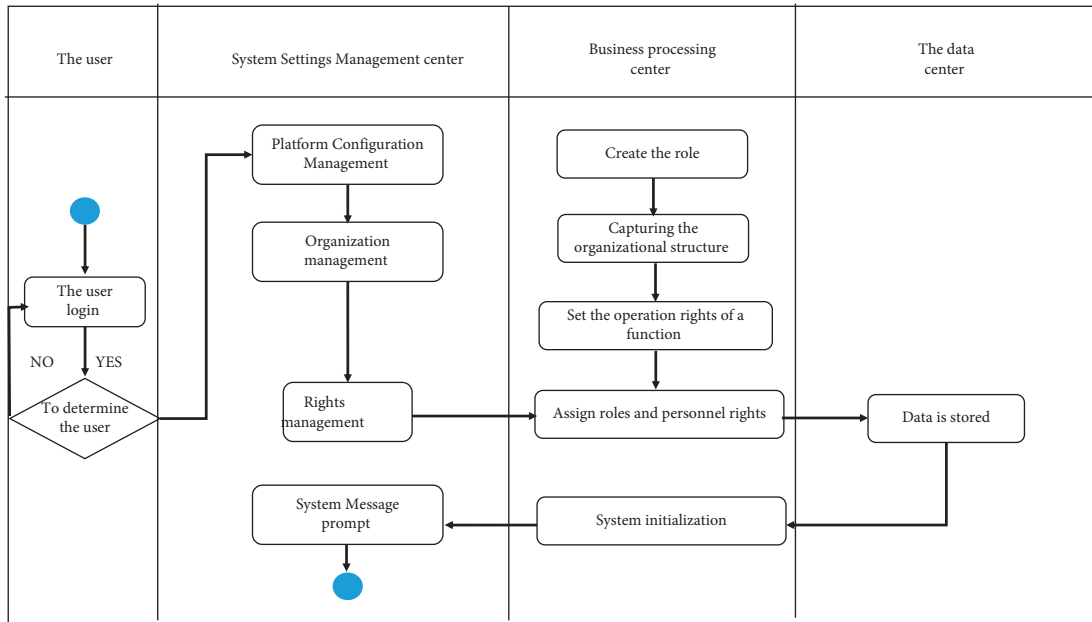 The user
System Settings Management center
Business processing
center
The data
center
Platform Configuration
Management
Create the role
Organization
management
Capturing the
organizational structure
The user
login
Set the operation rights of a
function
NO
YES
To determine
the user
Rights
management
Assign roles and personnel rights
Data is stored
System Message
prompt
System initialization